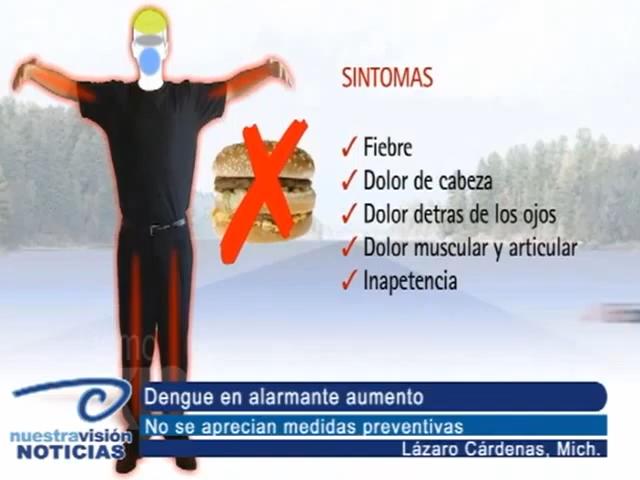 SINTOMAS
✓ Fiebre
✓ Dolor de cabeza
✓ Dolor detras de los ojos
✓ Dolor muscular y articular
✓ Inapetencia
Dengue en alarmante aumento
No se aprecian medidas preventivas
Lázaro Cárdenas, Mich.
nuestravisión
NOTICIAS